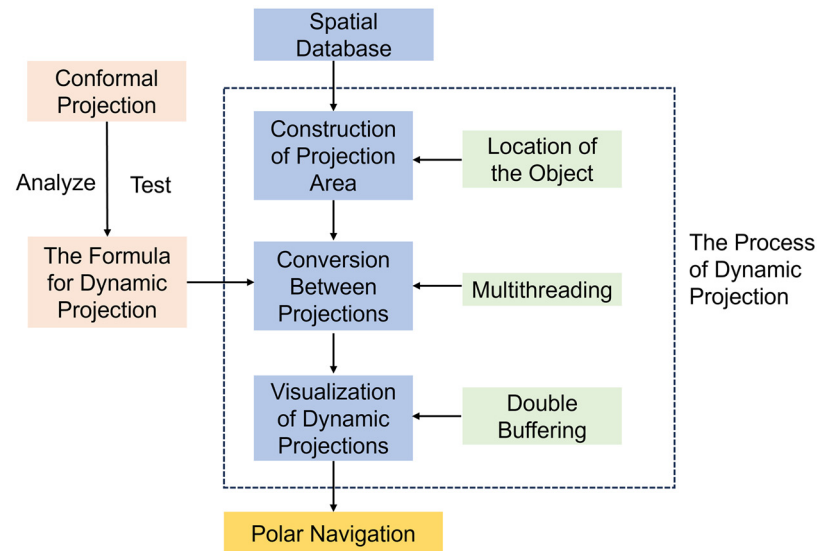 Spatial
Database
Conformal
Projection
Construction
of Projection
Area
Location of
the Object
Analyze
Test
The Formula
for Dynamic
Projection
Conversion
Between
Projections
Multithreading
The Process
of Dynamic
Projection
Visualization
of Dynamic
Projections
Double
Buffering
Polar Navigation